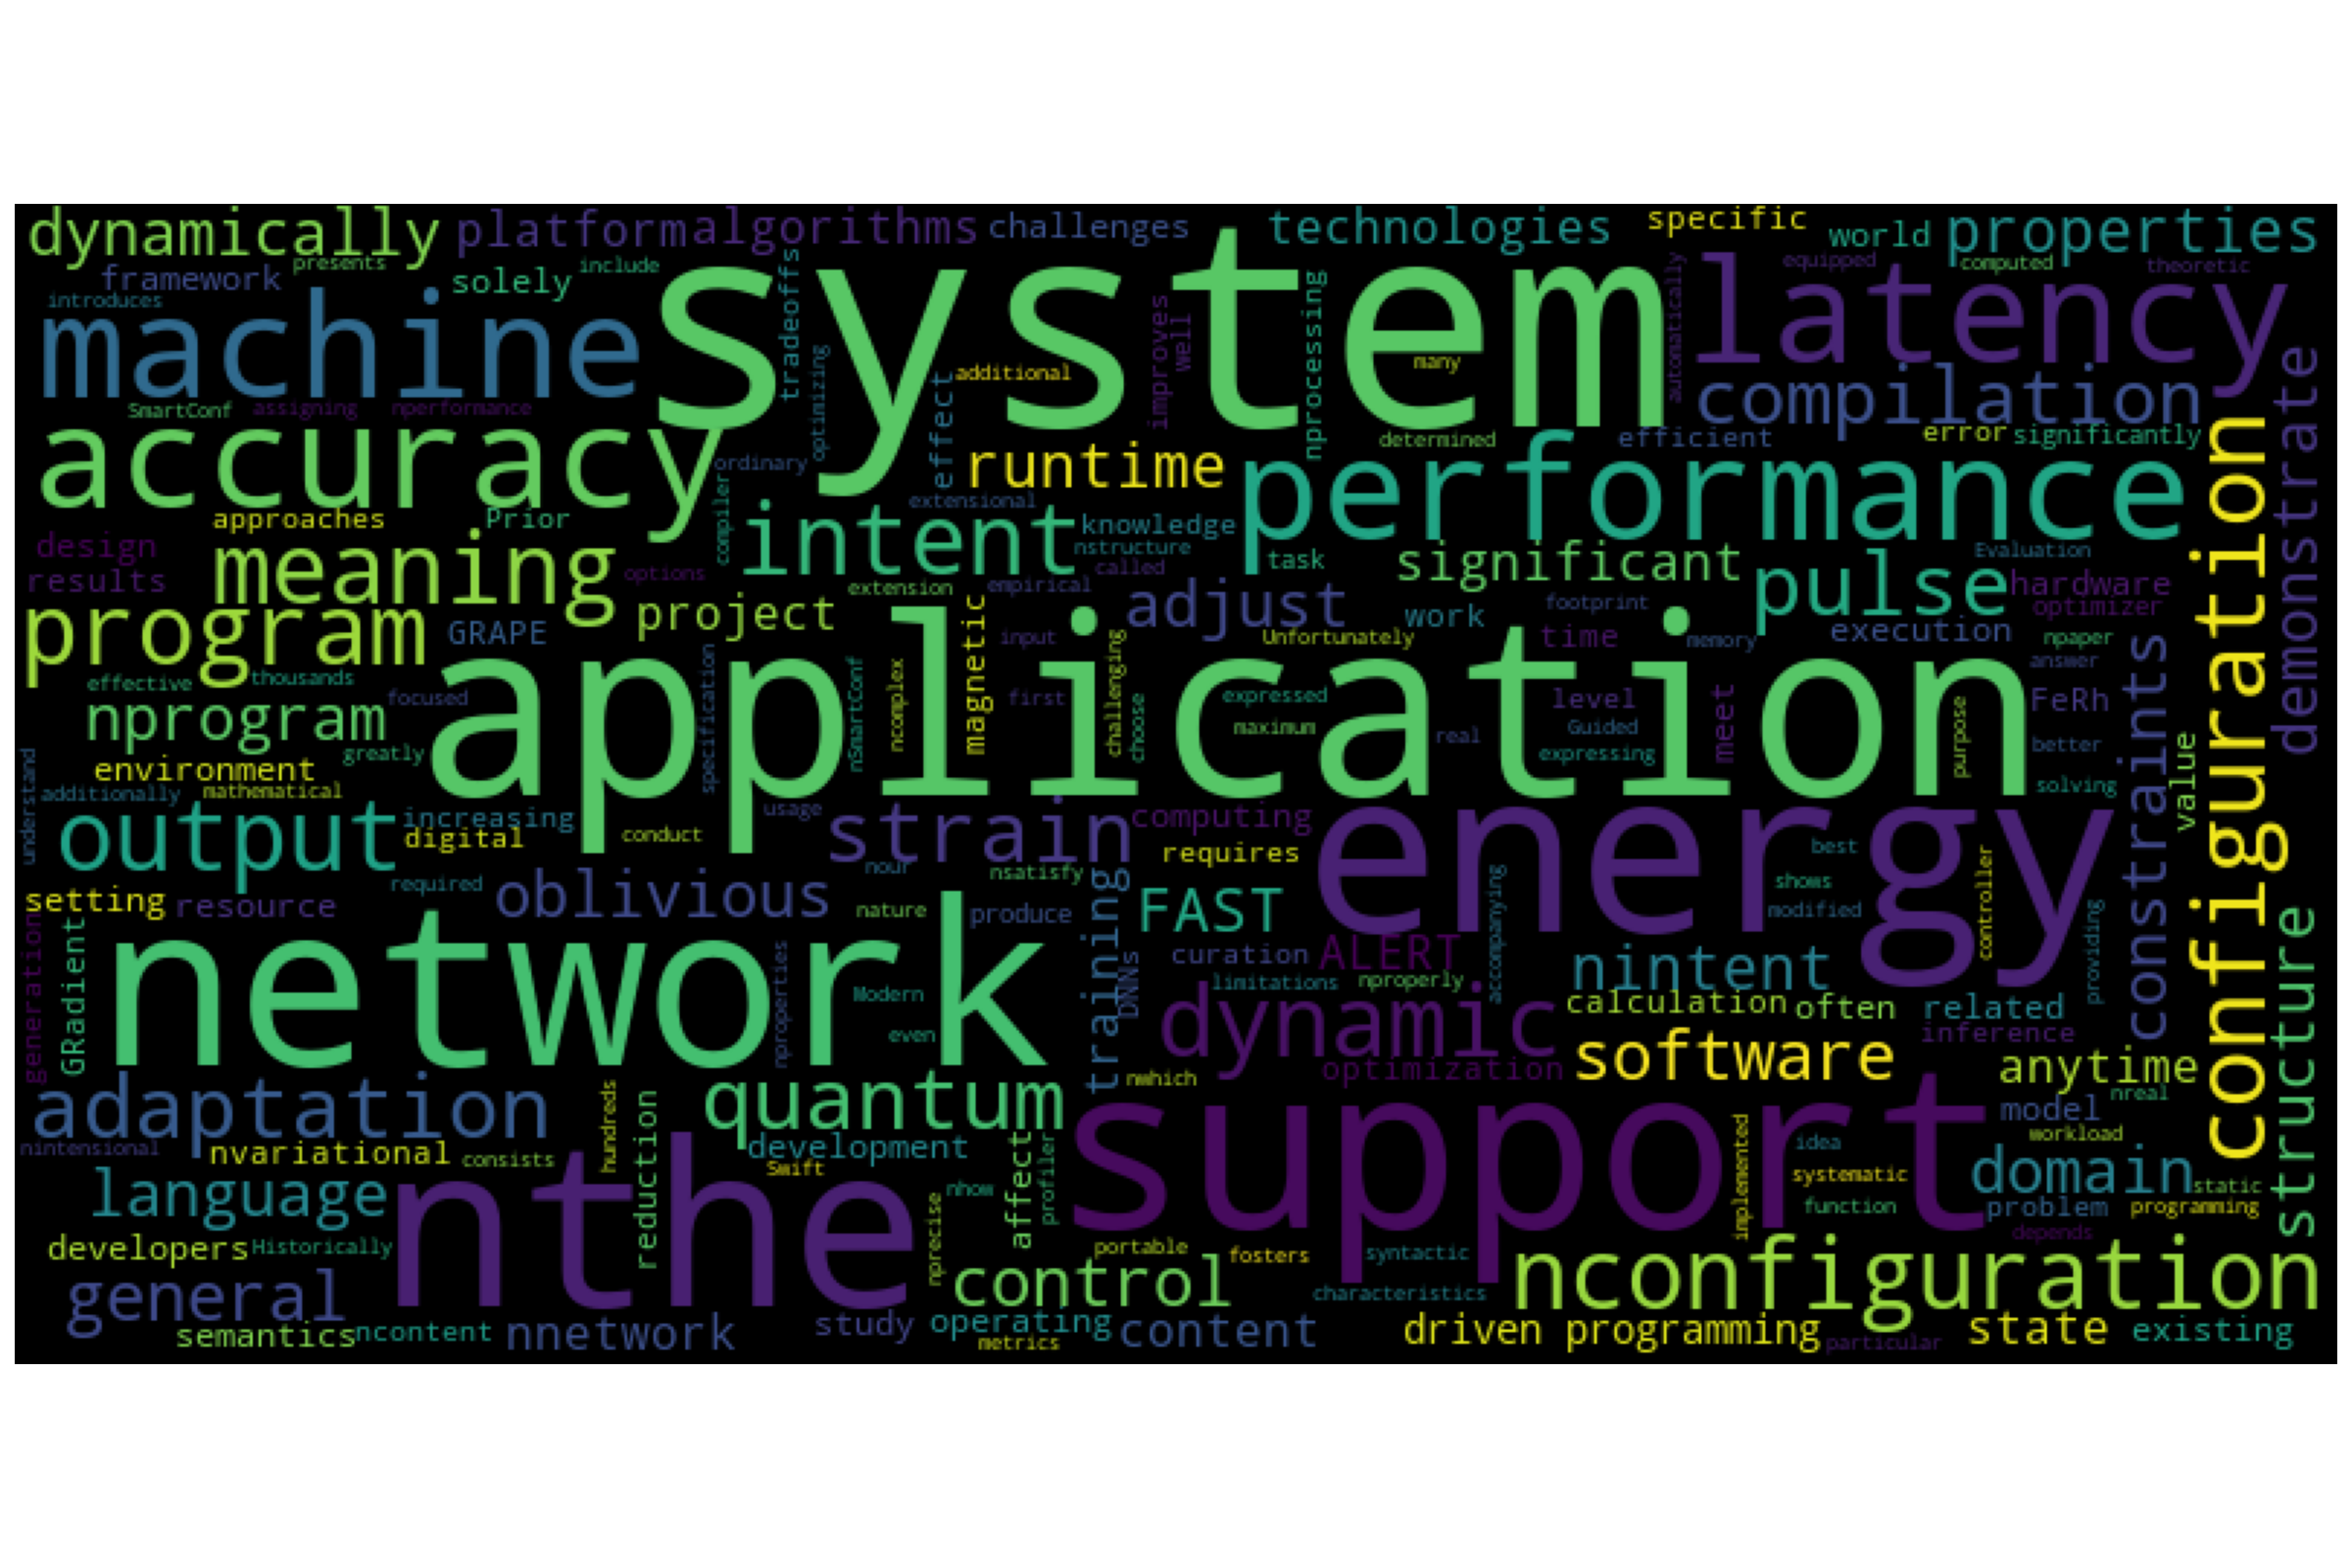 dynamically
platform
algorithms
challenges
technologies
specific
world
properties
framework
presents
solely
include
tradeoffs
system
equipped
computed
theoretic
introduces
machine
nprocessing
automatically
latency
improves
well
many
optimizing
additional
effect
compilation
demonstrate
SmartConf
assigning
nperformance
accuracy
determined
efficient
error
significantly
ordinary
runtime
performance
configuration
compiler
extensional
approaches
Prior
intent
knowledge
nstructure
called
task
significant
Evaluation
design
results
meaning
options
extension
empirical
pulse
hardware
optimizer
program
GRAPE
project
magnetic
adjust
work
footprint
time
execution
npaper
input
Unfortunately
memory
answer
effective
thousands
focused
specification
application
ncomplex
first
challenging
choose
expressed
maximum
real
level
Guided
expressing
meet
purpose
constraints
FeRh
better
value
nprogram
greatly
nSmartConf
environment
additionally
mathematical
understand
solving
output
increasing
digital
conduct
usage
strain
computing
requires
energy
best
shows
modified
controller
required
nour
nsatisfy
setting
resource
oblivious
nature
produce
training
FAST
accompanying
providing
structure
generation
GRadient
network
nproperties
Modern
even
DNNs
curation
ALERT
limitations
nproperly
nintent
calculation
often
related
inference
dynamic
optimization
software
anytime
nwhich
nreal
adaptation
hundreds
reduction
quantum
support
model
workload
nintensional
nvariational
consists
development
Swift
affect
profiler
implemented
idea
systematic
function
domain
static
problem
programming
language
nthe
nhow
nprecise
developers
Historically
portable
fosters
syntactic
depends
general
control
characteristics
nconfiguration
semantics
ncontent
nnetwork
study
operating
metrics
content
driven programming
particular
state
existing